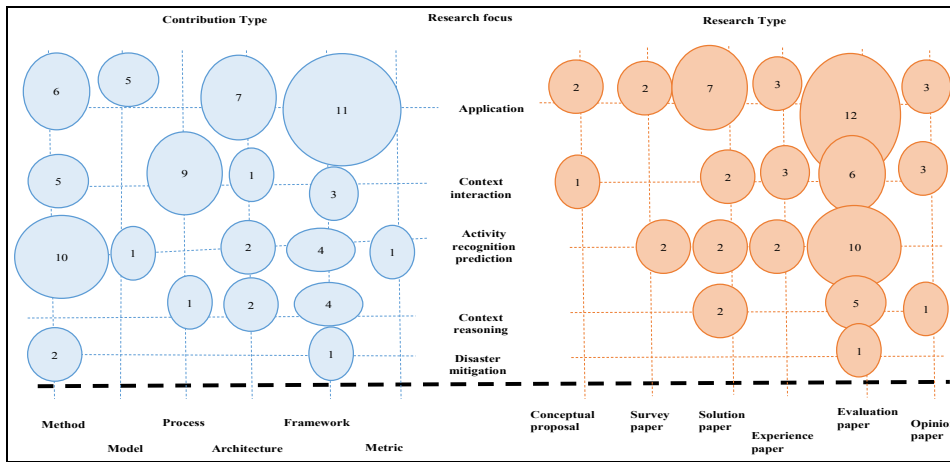 Contribution Type
Research focus
Research Type
6
5
7
11
Application
2
2
7
3
12
3
5
9
1
3
Context
interaction
1
2
3
6
3
10
1
2
4
1
Activity
recognition
prediction
2
2
2
10
1
2
4
Context
reasoning
2
5
1
2
1
Disaster
mitigation
1
Method
Model
Process
Architecture
Framework
Metric
Conceptual
proposal
Survey
paper
Solution
paper
Experience
paper
Evaluation
paper
Opinio
paper